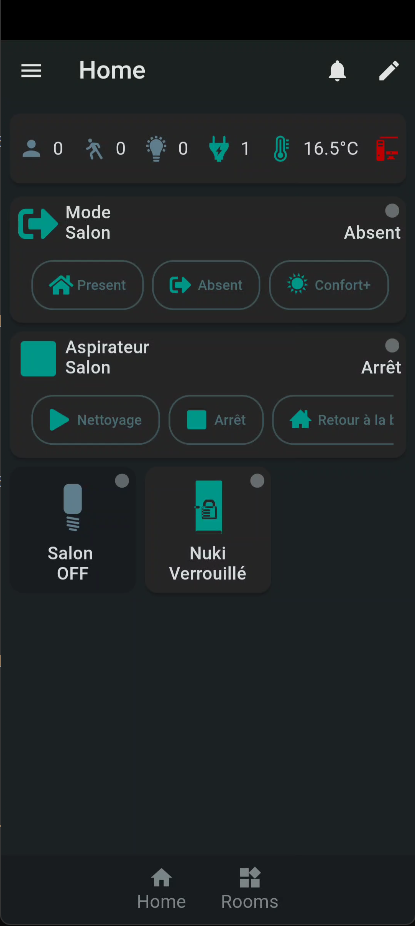 Home
0 0 0 1 16.5°C
Mode
Salon
Absent
Present Absent Confort+
Aspirateur
Salon
Arrêt
Nettoyage Arrêt Retour à la b
Salon
OFF
Nuki
Verrouillé
Home Rooms